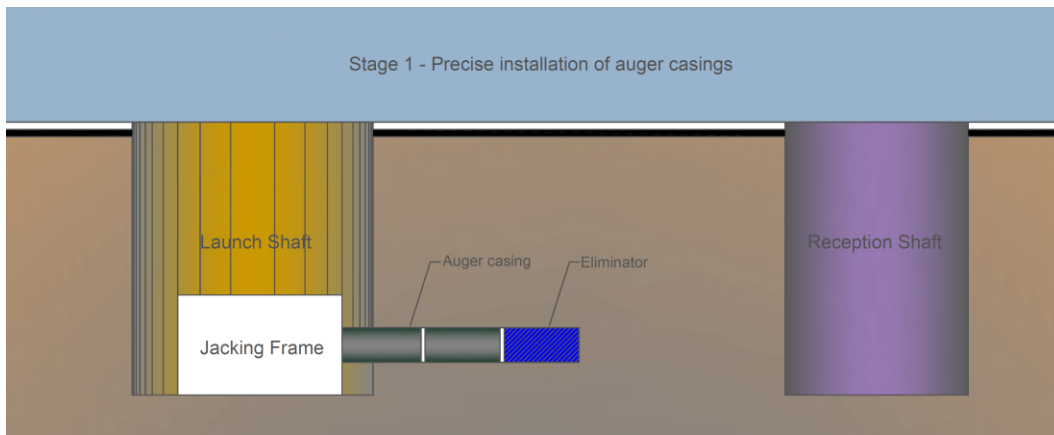 Stage 1 - Precise installation of auger casings
Launch Shaft
Reception Shaft
Auger casing
Eliminator
Jacking Frame